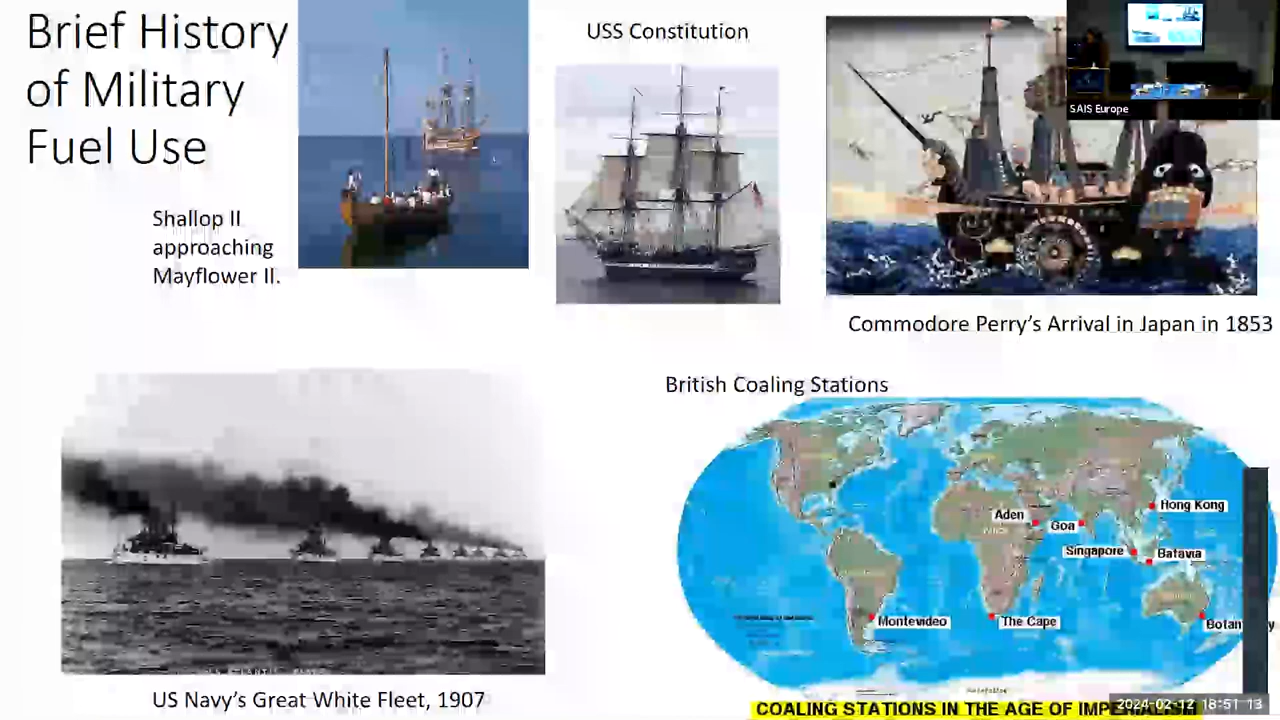 Brief History
of Military
Fuel Use
Shallop II
approaching
Mayflower II.
USS Constitution
SAIS Europe
Commodore Perry's Arrival in Japan in 1853
US Navy's Great White Fleet, 1907
British Coaling Stations
Hong Kong
Aden
Goa
Singapore
Batavia
Montevideo
The Cape
COALING STATIONS IN THE AGE OF
2024-02-12 18:51 13